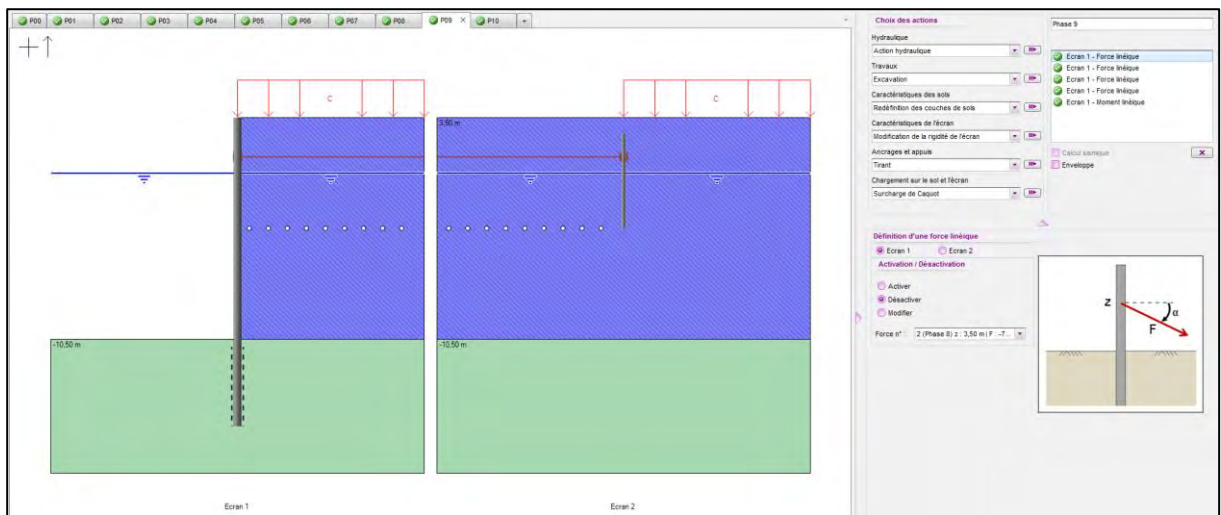 P00 P01 P02 P03 P04 P05 P06 P07 P08 P09 × P10 +
C
C
3,50 m
-10,50 m
-10,50 m
Ecran 1
Ecran 2
Choix des actions
Hydraulique
Action hydraulique
Travaux
Excavation
Caractéristiques des sols
Redéfinition des couches de sols
Caractéristiques de l'écran
Modification de la rigidité de l'écran
Ancrages et appuis
Tirant
Chargement sur le sol et l'écran
Surcharge de Caquot
Phase 9
Ecran 1 - Force linéique
Ecran 1 - Force linéique
Ecran 1 - Force linéique
Ecran 1 - Force linéique
Ecran 1 - Moment linéique
Calcul sismique
Enveloppe
Définition d'une force linéique
Ecran 1 Ecran 2
Activation / Désactivation
Activer
Désactiver
Modifier
Force n° : 2 (Phase 8) z : 3,50 m | F : -7...
z
α
F